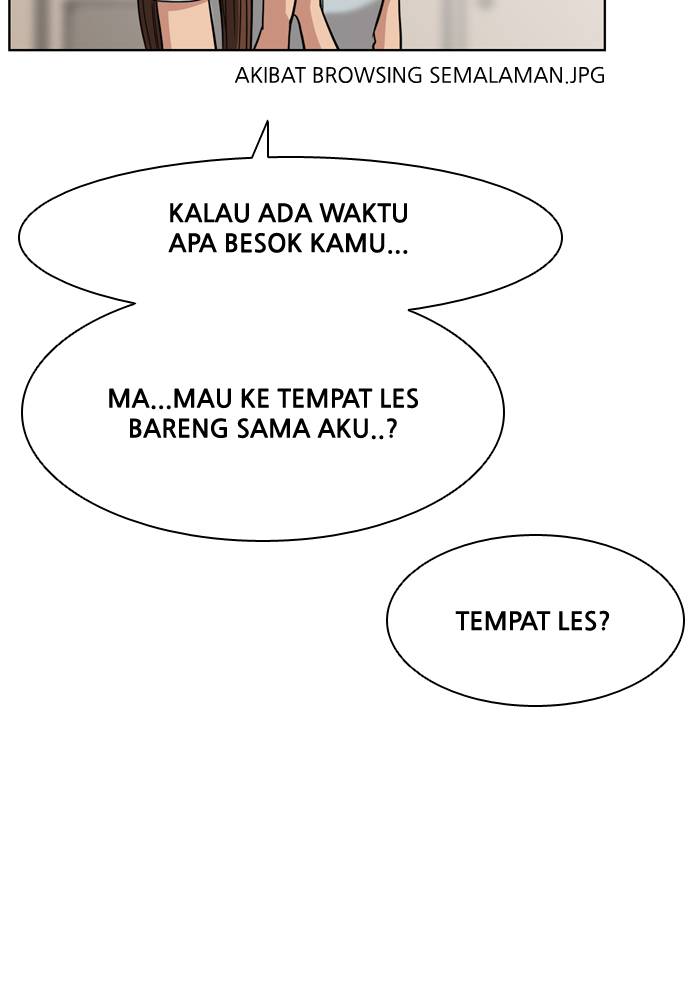 AKIBAT BROWSING SEMALAMAN.JPG
KALAU ADA WAKTU
APA BESOK KAMU...
MA...MAU KE TEMPAT LES
BARENG SAMA AKU..?
TEMPAT LES?